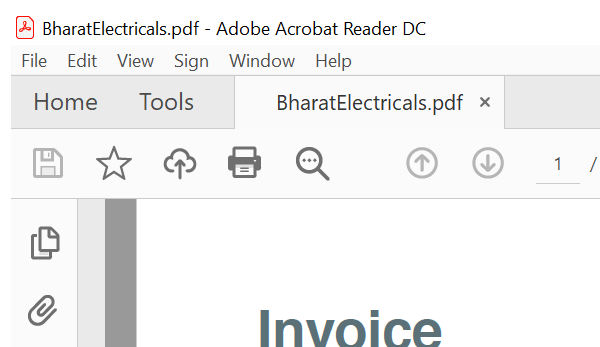 BharatElectricals.pdf - Adobe Acrobat Reader DC
File Edit View Sign Window Help
Home Tools BharatElectricals.pdf ×
1 /
Invoice